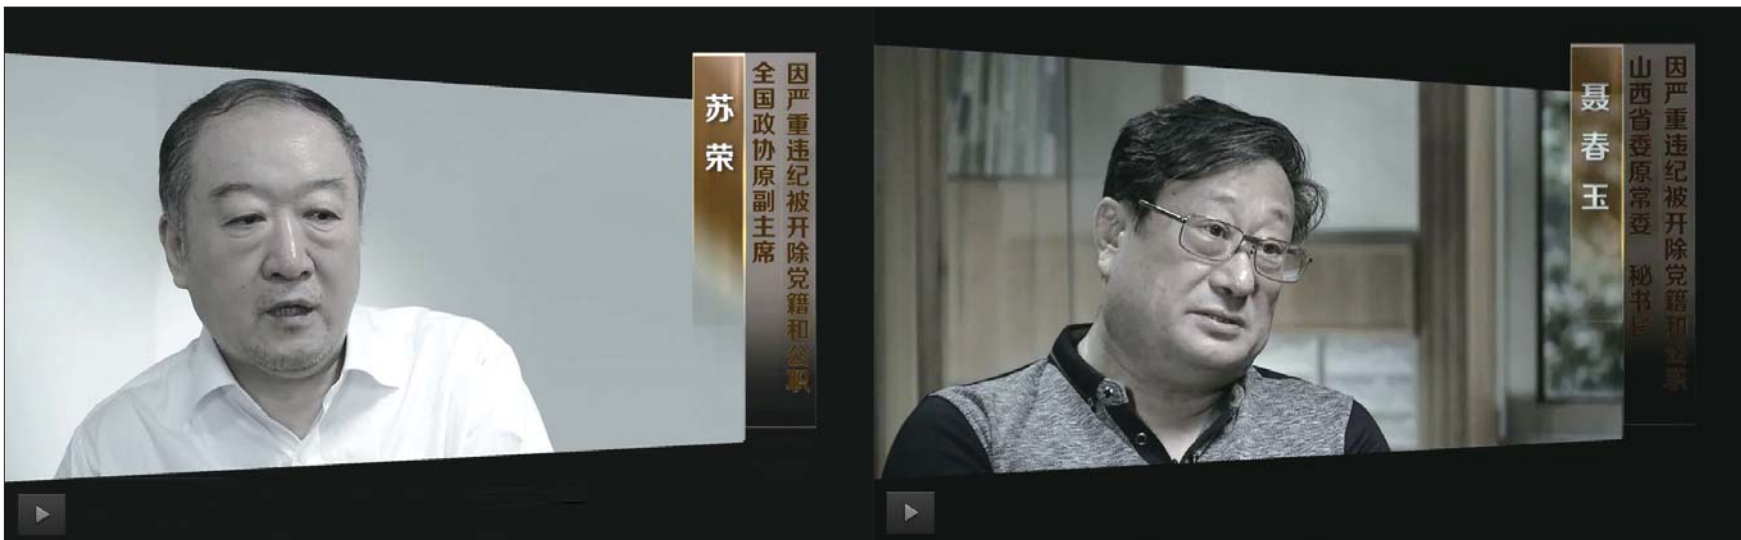 因严重违纪被开除党籍和公职
全国政协原副主席
苏荣
因严重违纪被开除党籍和公职
山西省委原常委 秘书长
聂春玉